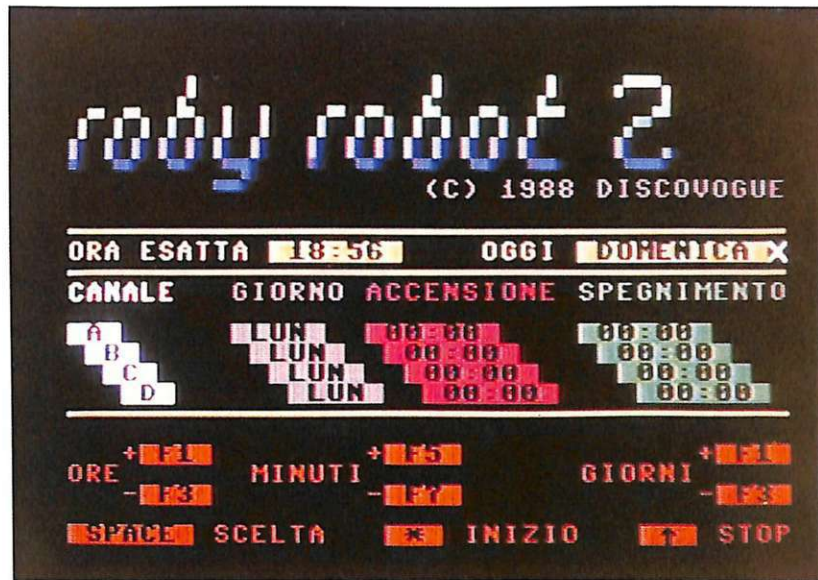 roby robot 2
(C) 1988 DISCOVOGUE
ORA ESATTA 18:56 OGGI DOMENICA X
CANALE GIORNO ACCENSIONE SPEGNIMENTO
A LUN 00:00 00:00
B LUN 00:00 00:00
C LUN 00:00 00:00
D LUN 00:00 00:00
ORE + F1 MINUTI + F5 GIORNI + F1
- F3 - F7 - F3
SPACE SCELTA * INIZIO ↑ STOP